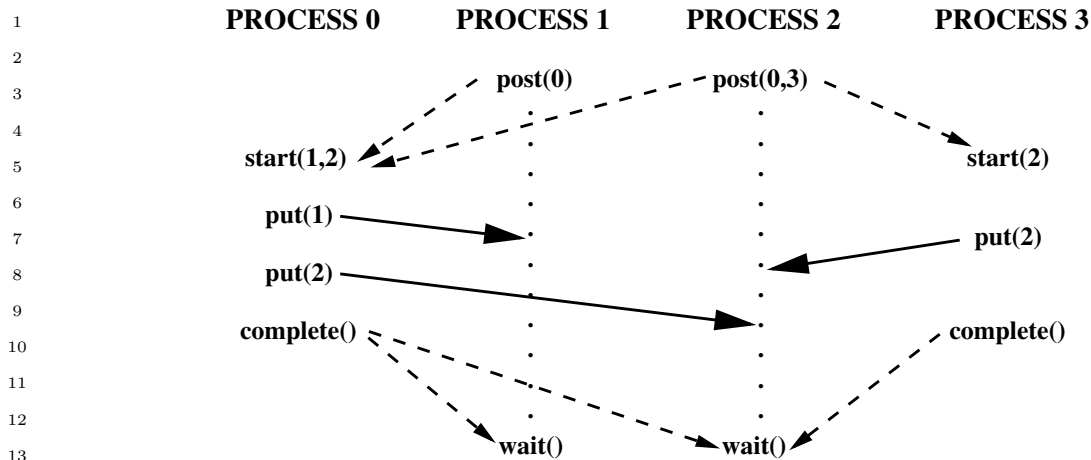 1 PROCESS 0 PROCESS 1 PROCESS 2 PROCESS 3
2
3 post(0) post(0,3)
4
5 start(1,2) start(2)
6 put(1)
7 put(2)
8 put(2)
9 complete() complete()
10
11
12
13 wait() wait()